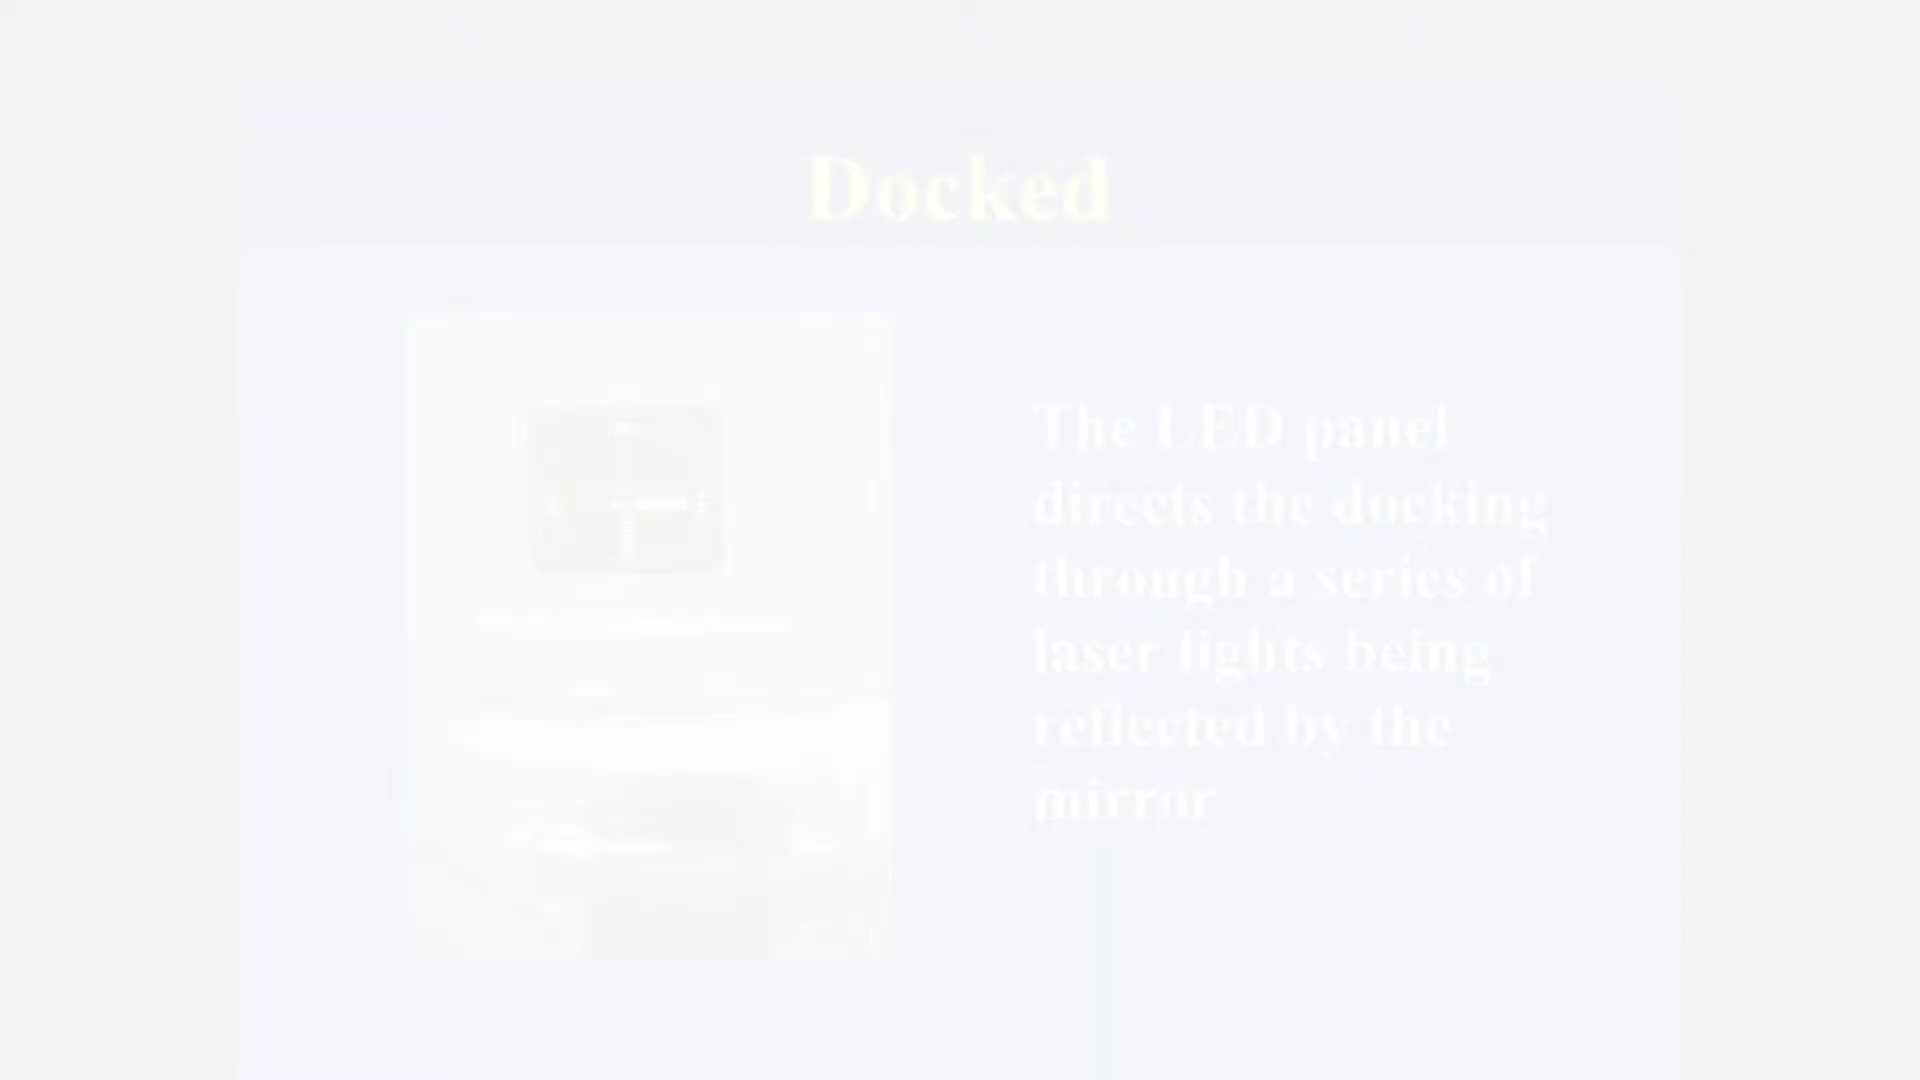 Docked
The LED panel
directs the docking
through a series of
laser lights being
reflected by the
mirror